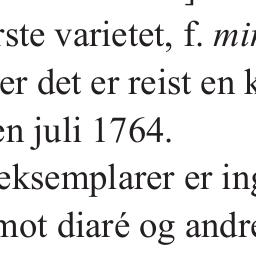 rste varietet, f. mi
er det er reist en k
en juli 1764.
eksemplarer er ing
mot diaré og andre